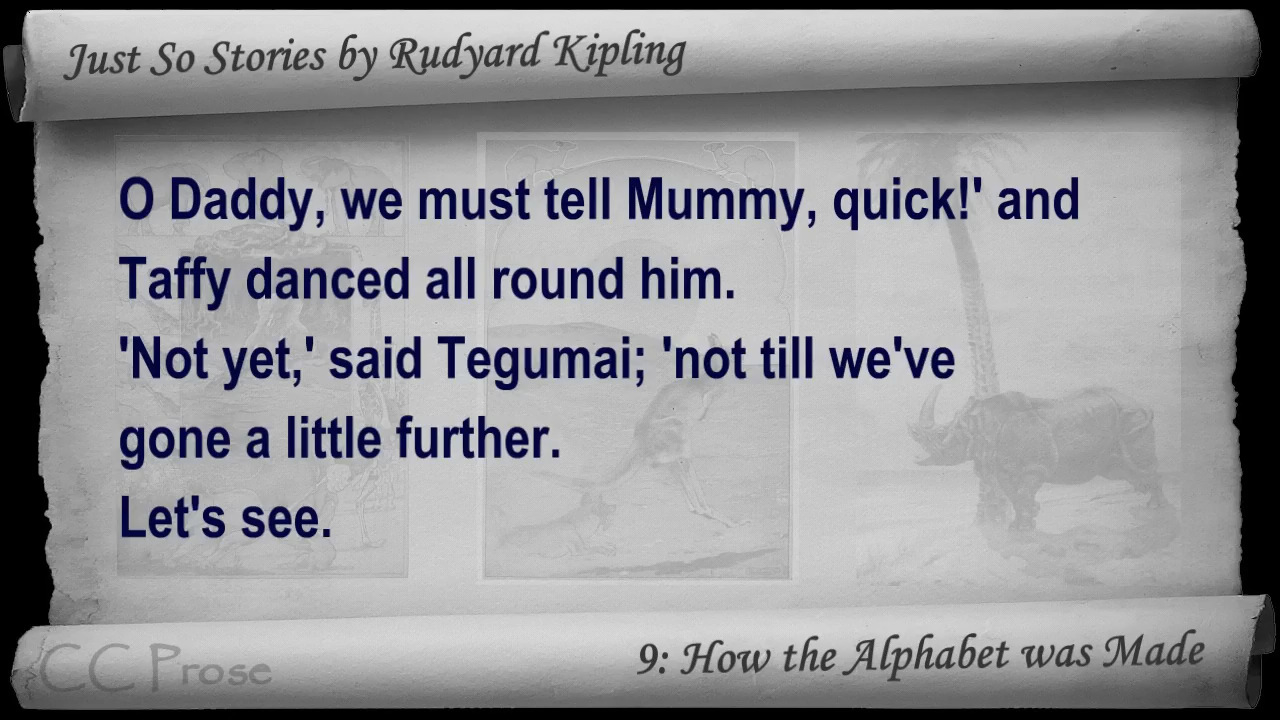 Just So Stories by Rudyard Kipling
O Daddy, we must tell Mummy, quick!' and
Taffy danced all round him.
'Not yet,' said Tegumai; 'not till we've
gone a little further.
Let's see.
CC Prose
9: How the Alphabet was Made